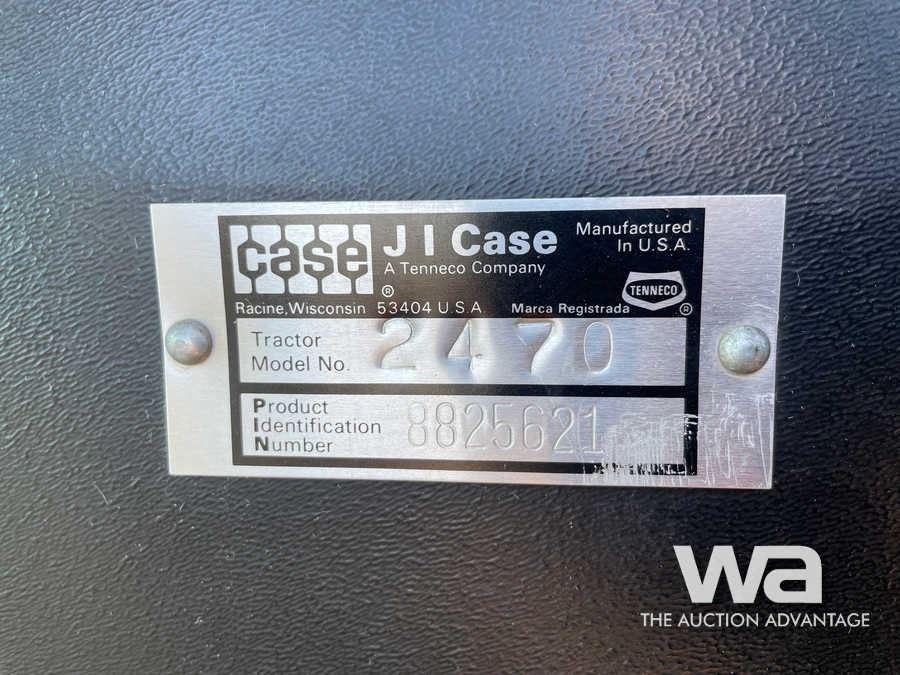 case
J I Case
Manufactured
In U.S.A.
A Tenneco Company
®
TENNECO
Racine, Wisconsin 53404 U.S.A
Marca Registrada
®
Tractor
Model No. 2470
Product
Identification
Number
8825621
wa
THE AUCTION ADVANTAGE